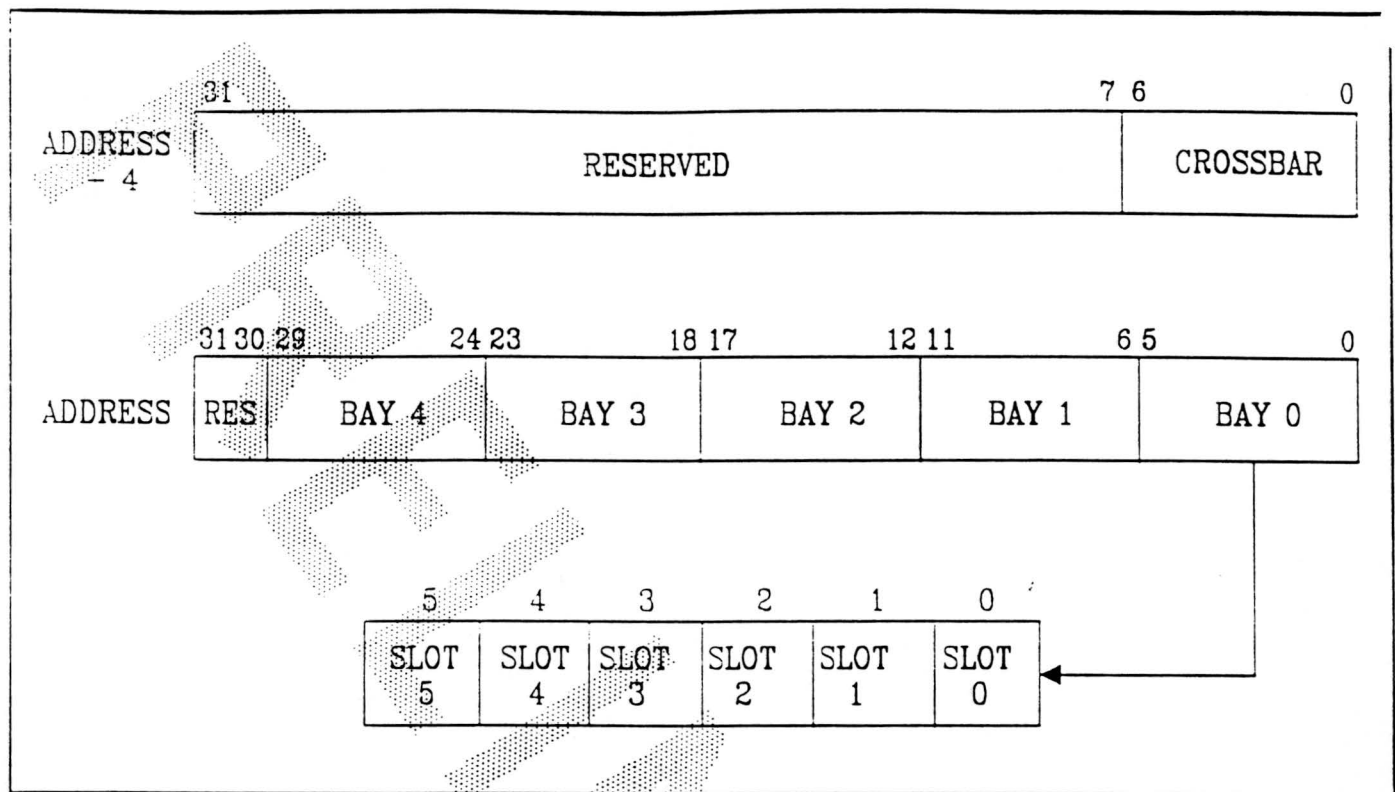 31 7 6 0
ADDRESS
- 4
RESERVED CROSSBAR
31 30 29 24 23 18 17 12 11 6 5 0
ADDRESS RES BAY 4 BAY 3 BAY 2 BAY 1 BAY 0
5 4 3 2 1 0
SLOT SLOT SLOT SLOT SLOT SLOT
5 4 3 2 1 0